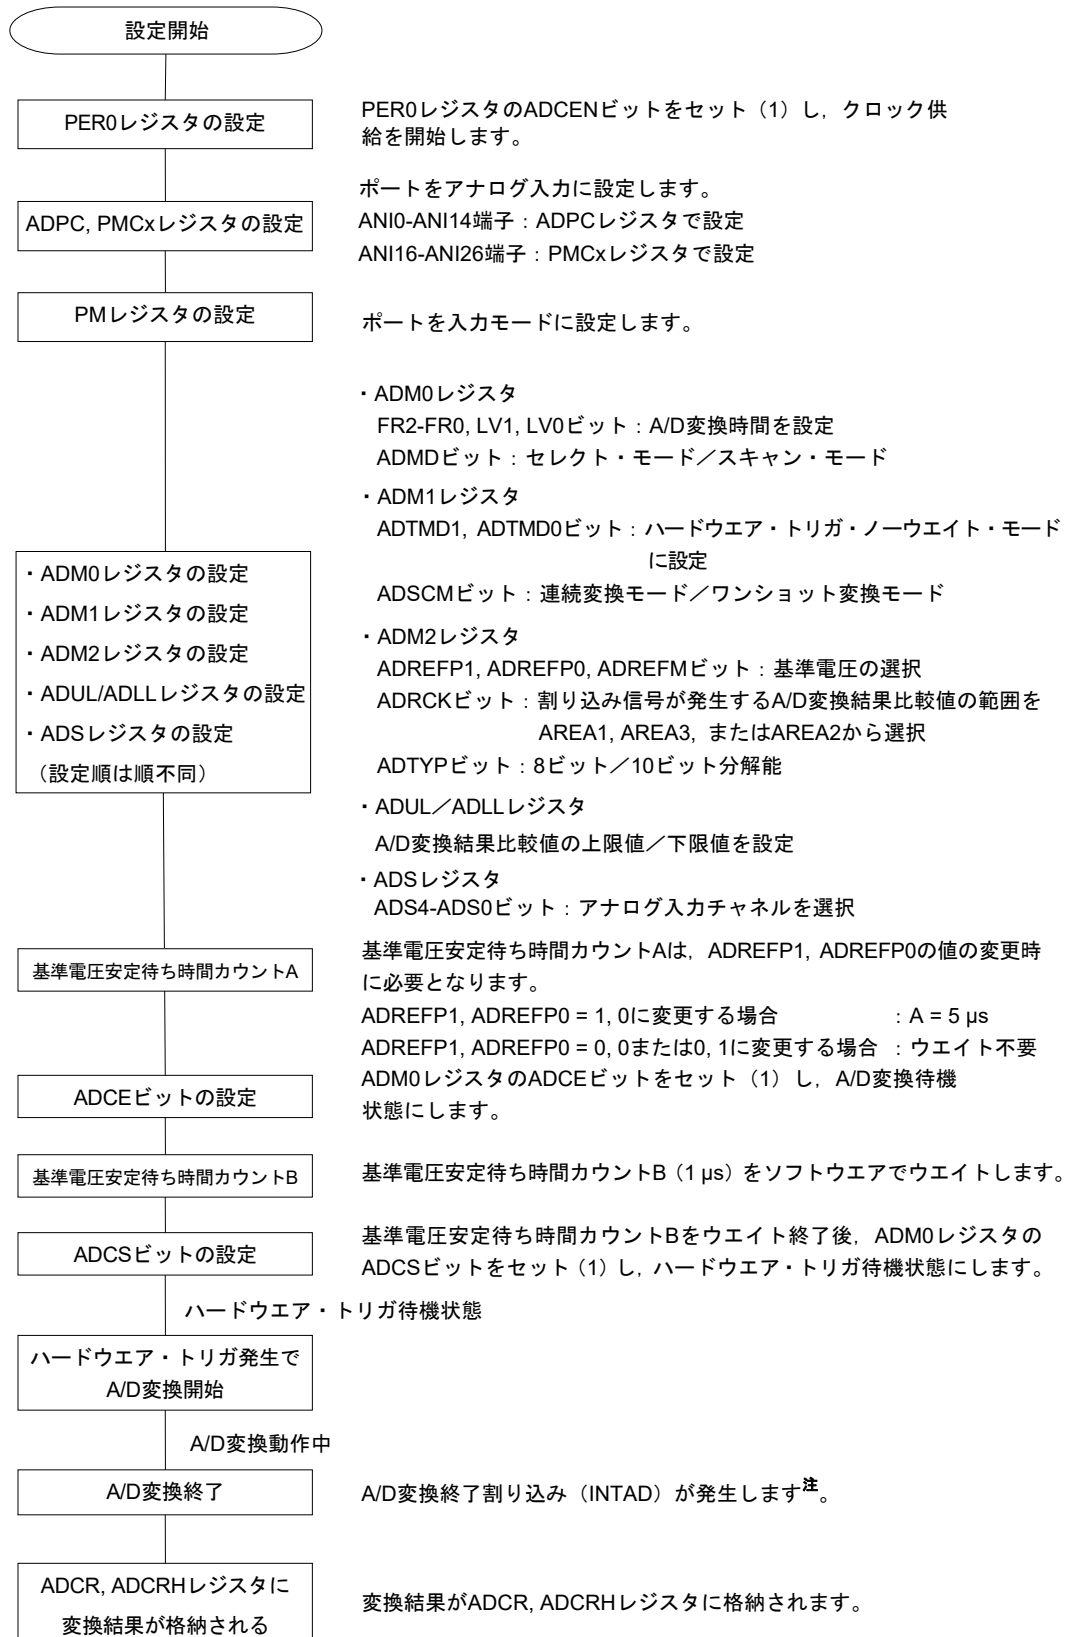 設定開始
PER0レジスタの設定
PER0レジスタのADCENビットをセット（1）し，クロック供
給を開始します。
ADPC, PMCxレジスタの設定
ポートをアナログ入力に設定します。
ANI0-ANI14端子：ADPCレジスタで設定
ANI16-ANI26端子：PMCxレジスタで設定
PMレジスタの設定
ポートを入力モードに設定します。
・ADM0レジスタの設定
・ADM1レジスタの設定
・ADM2レジスタの設定
・ADUL/ADLLレジスタの設定
・ADSレジスタの設定
（設定順は順不同）
・ADM0レジスタ
FR2-FR0, LV1, LV0ビット：A/D変換時間を設定
ADMDビット：セレクト・モード／スキャン・モード
・ADM1レジスタ
ADTMD1, ADTMD0ビット：ハードウエア・トリガ・ノーウエイト・モード
に設定
ADSCMビット：連続変換モード／ワンショット変換モード
・ADM2レジスタ
ADREFP1, ADREFP0, ADREFMビット：基準電圧の選択
ADRCKビット：割り込み信号が発生するA/D変換結果比較値の範囲を
AREA1, AREA3, またはAREA2から選択
ADTYPビット：8ビット／10ビット分解能
・ADUL／ADLLレジスタ
A/D変換結果比較値の上限値／下限値を設定
・ADSレジスタ
ADS4-ADS0ビット：アナログ入力チャネルを選択
基準電圧安定待ち時間カウントA
基準電圧安定待ち時間カウントAは，ADREFP1, ADREFP0の値の変更時
に必要となります。
ADREFP1, ADREFP0 = 1, 0に変更する場合 ：A = 5 µs
ADREFP1, ADREFP0 = 0, 0または0, 1に変更する場合 ：ウエイト不要
ADCEビットの設定
ADM0レジスタのADCEビットをセット（1）し，A/D変換待機
状態にします。
基準電圧安定待ち時間カウントB
基準電圧安定待ち時間カウントB（1 µs）をソフトウエアでウエイトします。
ADCSビットの設定
基準電圧安定待ち時間カウントBをウエイト終了後，ADM0レジスタの
ADCSビットをセット（1）し，ハードウエア・トリガ待機状態にします。
ハードウエア・トリガ待機状態
ハードウエア・トリガ発生で
A/D変換開始
A/D変換動作中
A/D変換終了
A/D変換終了割り込み（INTAD）が発生します注。
ADCR, ADCRHレジスタに
変換結果が格納される
変換結果がADCR, ADCRHレジスタに格納されます。